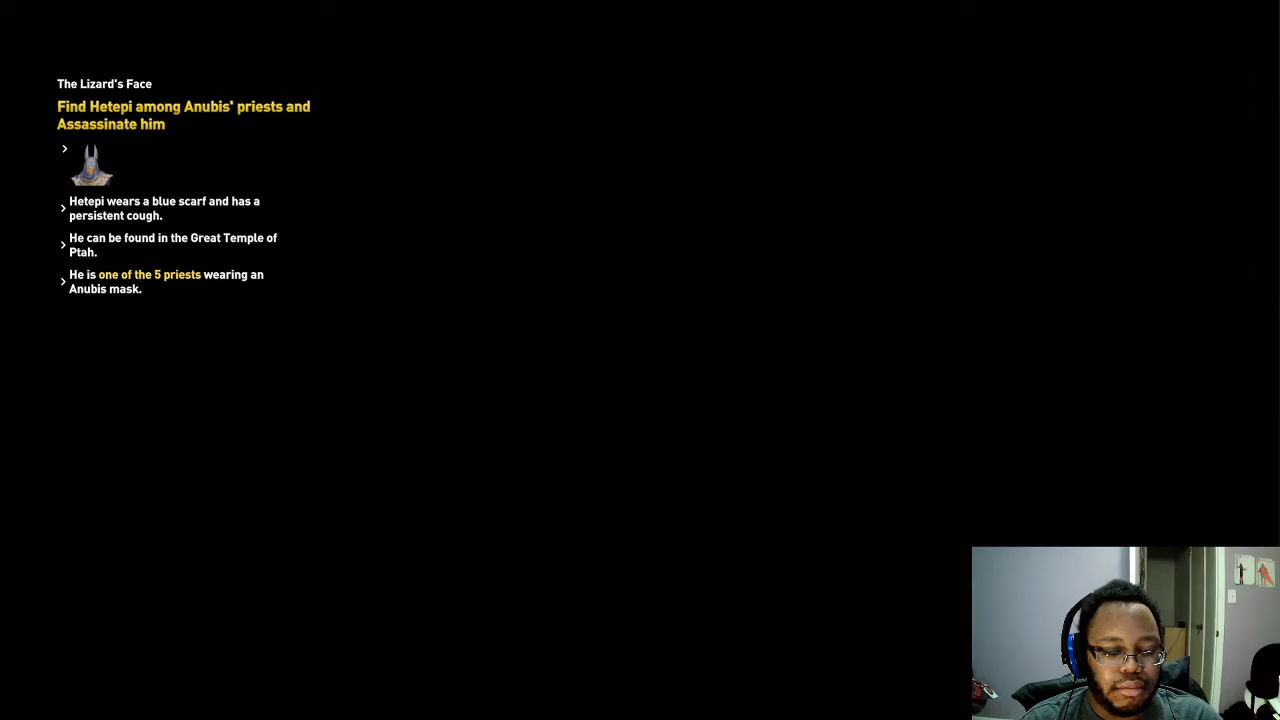 The Lizard's Face
Find Hetepi among Anubis' priests and
Assassinate him
Hetepi wears a blue scarf and has a
persistent cough.
He can be found in the Great Temple of
Ptah.
He is one of the 5 priests wearing an
Anubis mask.